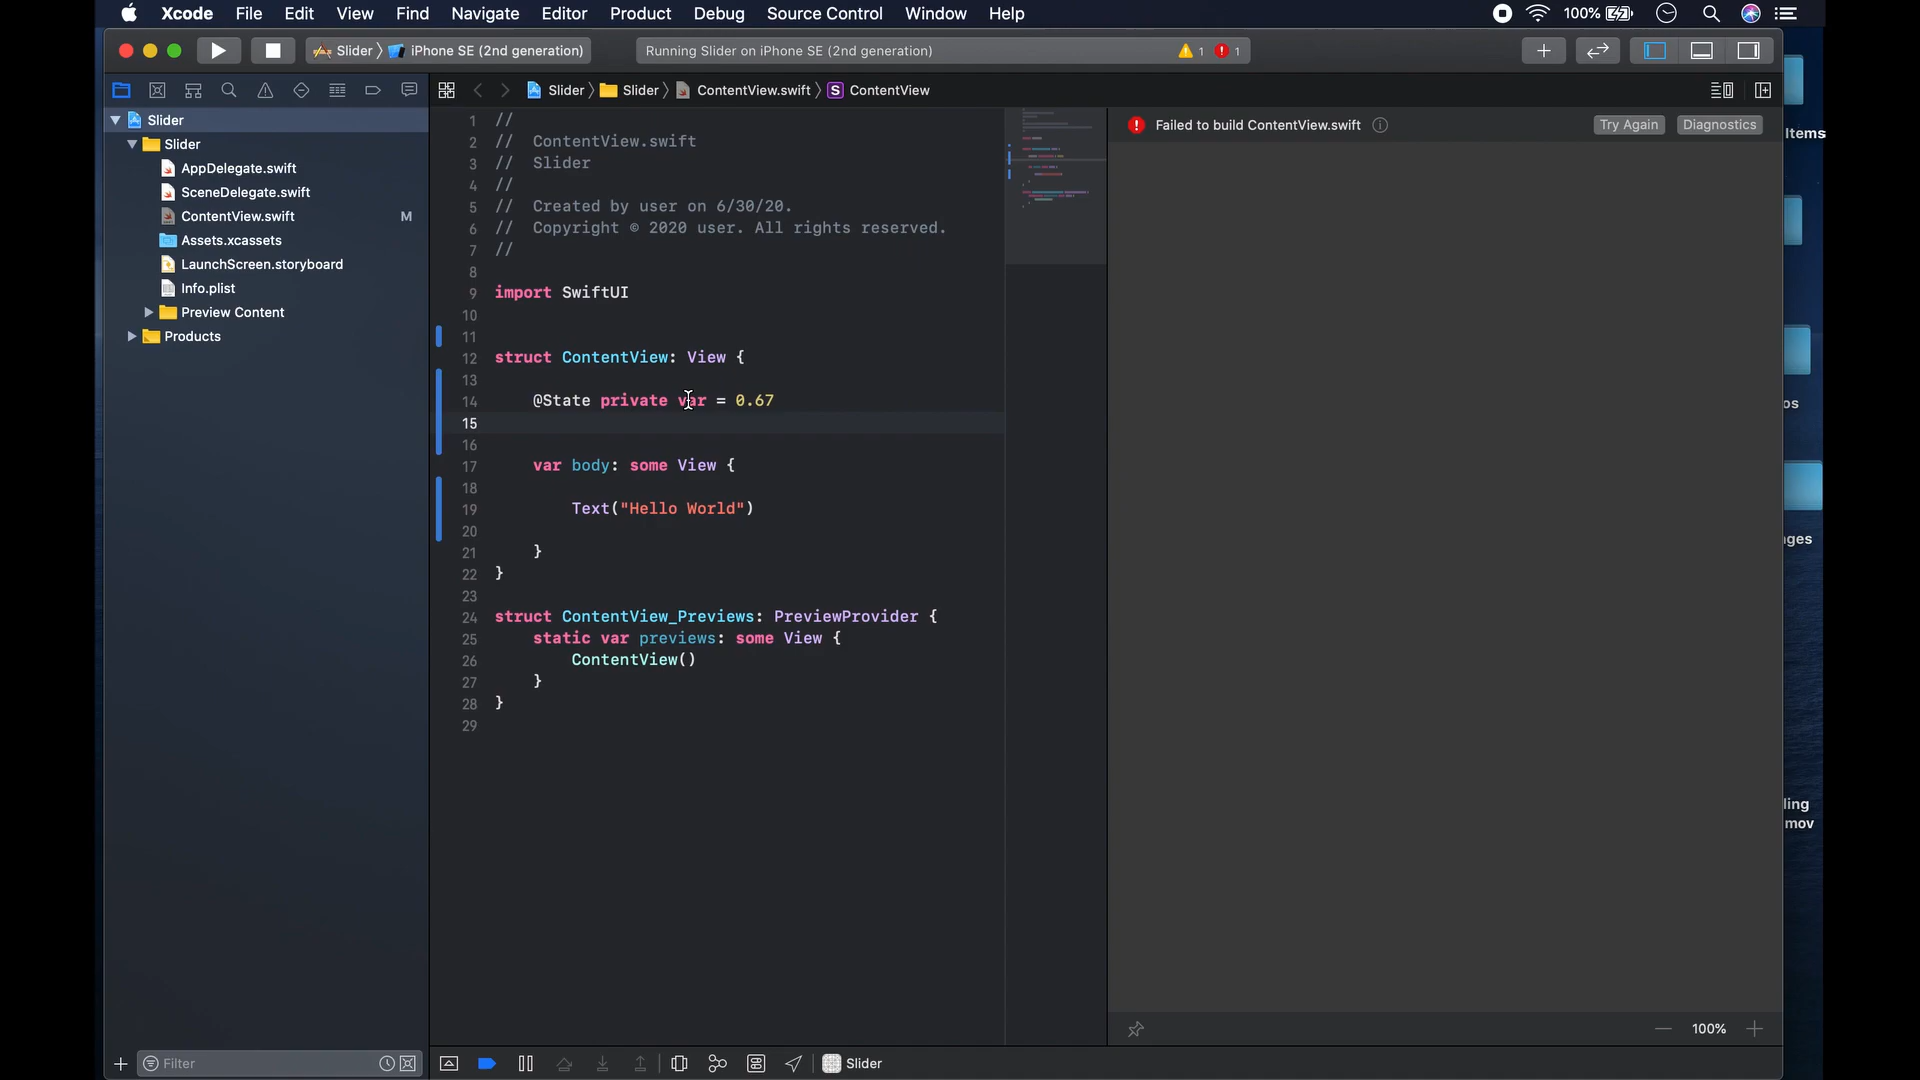 Xcode File Edit View Find Navigate Editor Product Debug Source Control Window Help 100%
Slider iPhone SE (2nd generation) Running Slider on iPhone SE (2nd generation) 1 1
Slider Slider ContentView.swift S ContentView
Slider
Slider
AppDelegate.swift
SceneDelegate.swift
ContentView.swift M
Assets.xcassets
LaunchScreen.storyboard
Info.plist
Preview Content
Products
Filter
1 //
2 // ContentView.swift
3 // Slider
4 //
5 // Created by user on 6/30/20.
6 // Copyright © 2020 user. All rights reserved.
7 //
8
9 import SwiftUI
10
11
12 struct ContentView: View {
13
14 @State private var = 0.67
15
16
17 var body: some View {
18
19 Text("Hello World")
20
21 }
22 }
23
24 struct ContentView_Previews: PreviewProvider {
25 static var previews: some View {
26 ContentView()
27 }
28 }
29
Failed to build ContentView.swift Try Again Diagnostics
100%
Slider
Items
os
ges
ling
mov